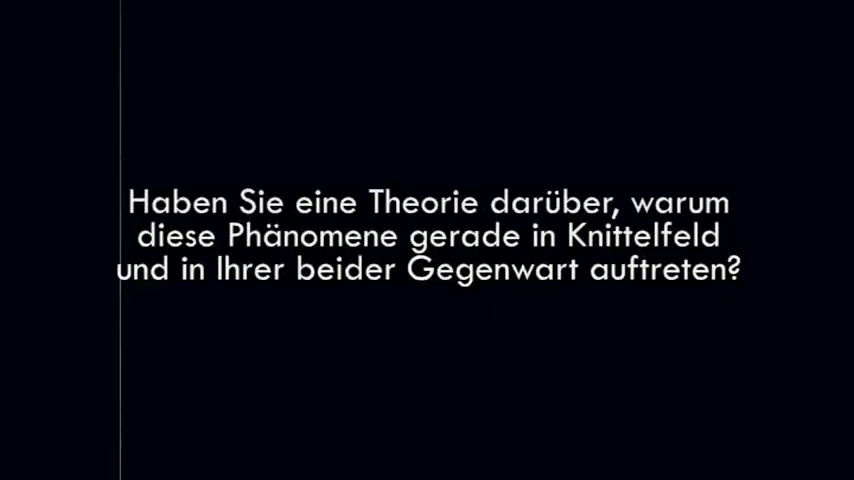 Haben Sie eine Theorie darüber, warum
diese Phänomene gerade in Knittelfeld
und in Ihrer beider Gegenwart auftreten?